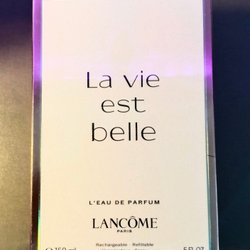 La vie
est
belle
L'EAU DE PARFUM
LANCÔME
PARIS
Rechargeable - Refillable